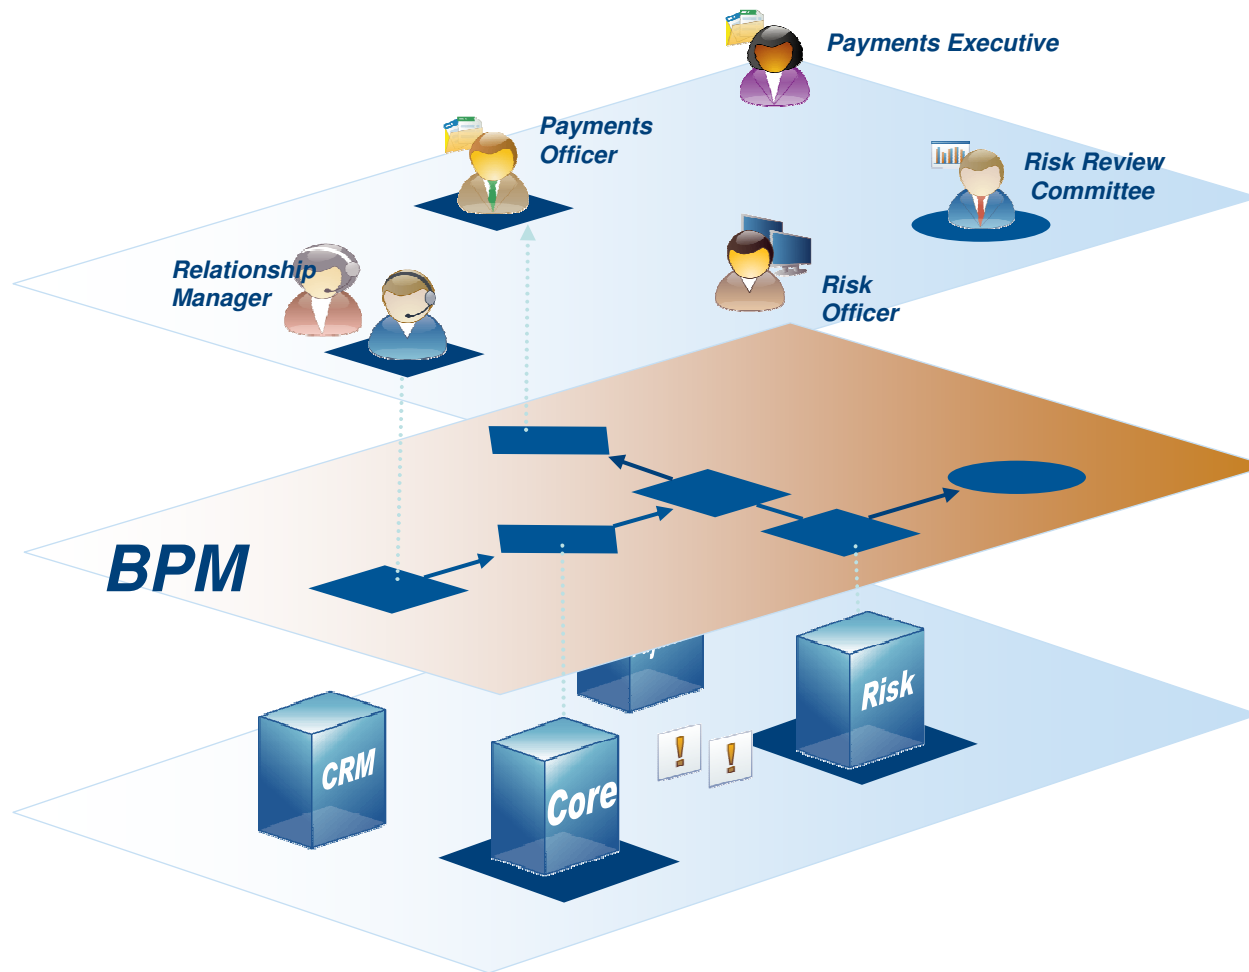 Payments Executive
Payments
Officer
Risk Review
Committee
Relationship
Manager
Risk
Officer
BPM
Risk
CRM
Core